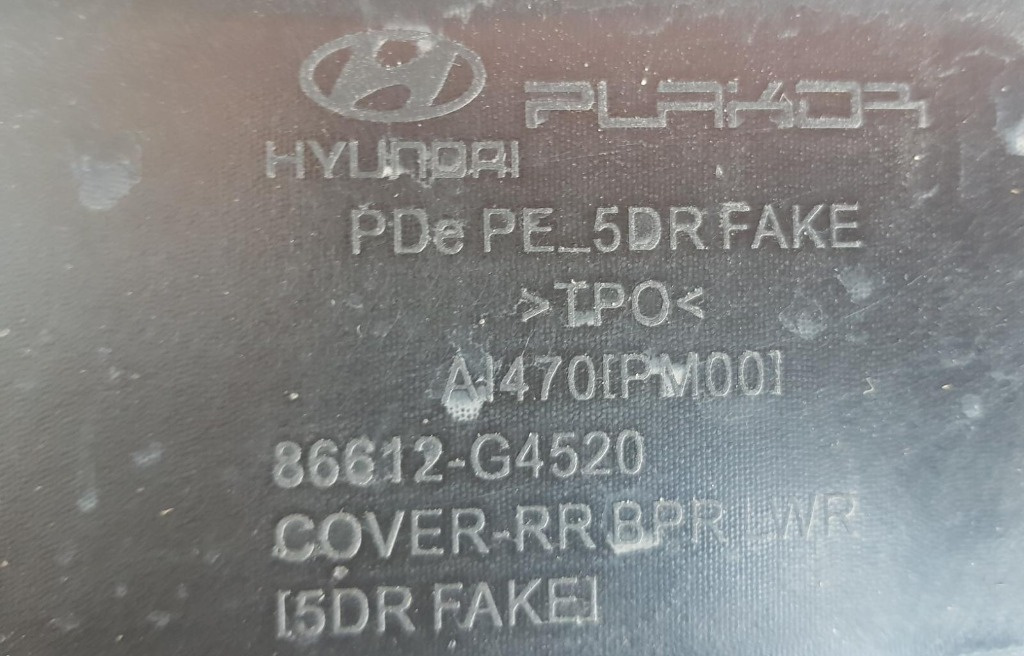 HYUNDAI PLAKOR
PDe PE_5DR FAKE
>TPO<
AI470[PM00]
86612-G4520
COVER-RR BPR LWR
[5DR FAKE]